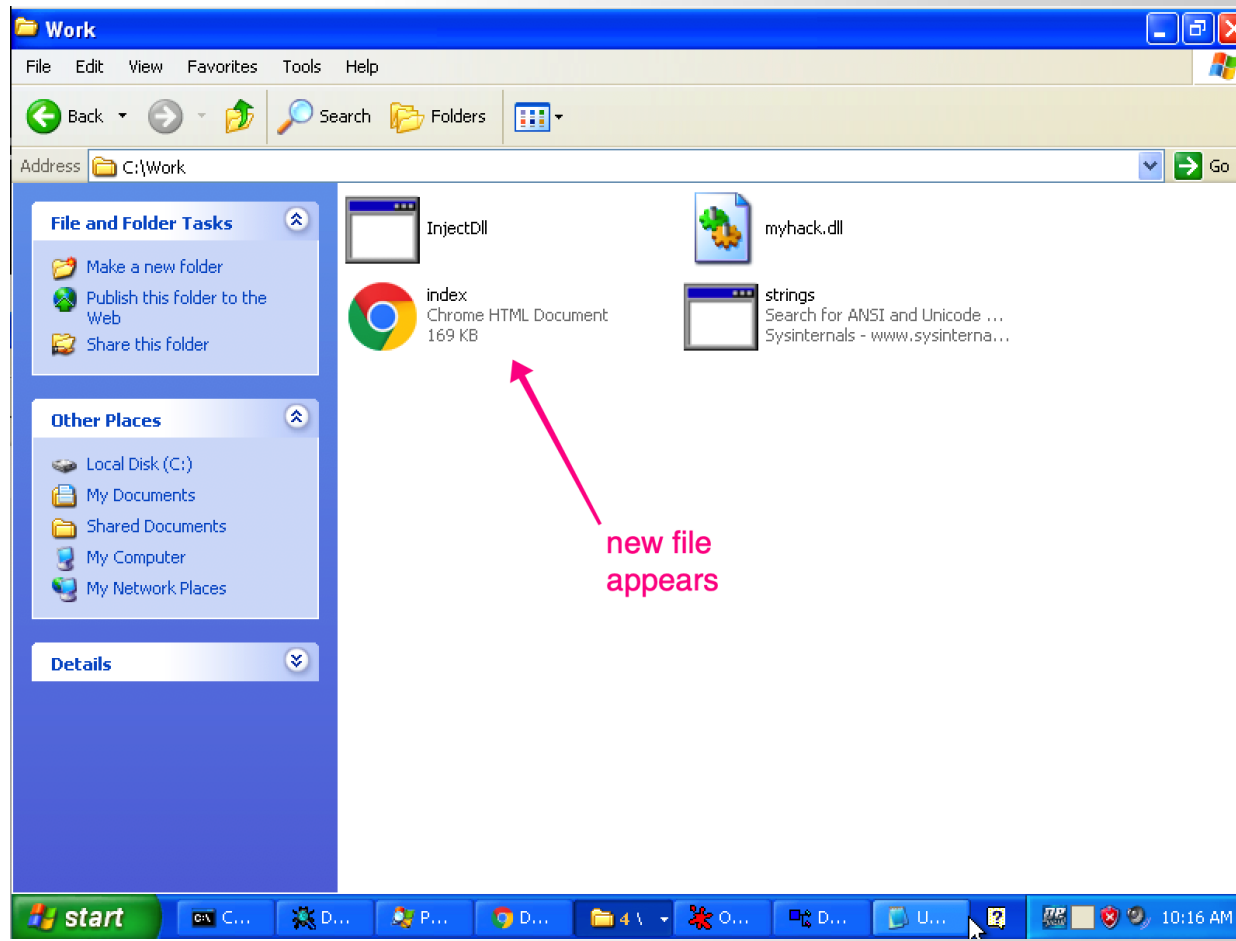 Work
File Edit View Favorites Tools Help
Back Search Folders
Address C:\Work Go
File and Folder Tasks
Make a new folder
Publish this folder to the
Web
Share this folder
Other Places
Local Disk (C:)
My Documents
Shared Documents
My Computer
My Network Places
Details
InjectDll
myhack.dll
index
Chrome HTML Document
169 KB
strings
Search for ANSI and Unicode ...
Sysinternals - www.sysinterna...
new file
appears
start C... D... P... D... 4 \ O... D... U... 10:16 AM